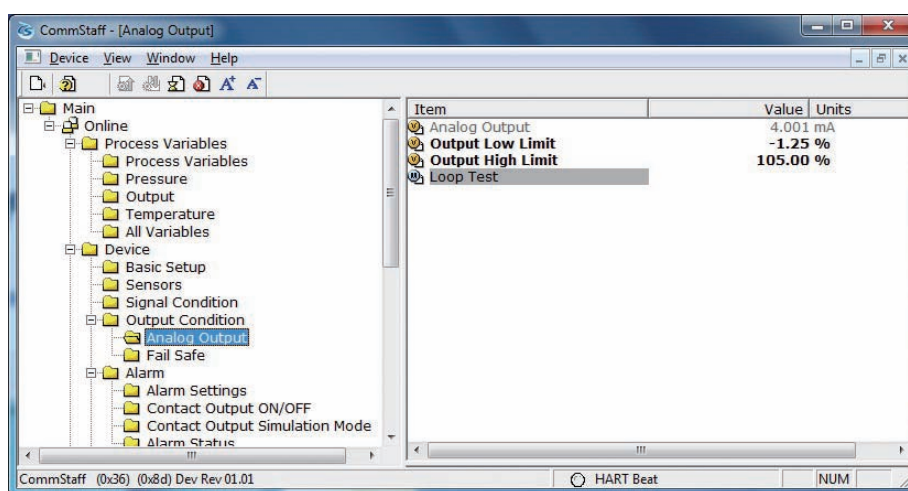 CommStaff - [Analog Output]
Device View Window Help
Main
Online
Process Variables
Process Variables
Pressure
Output
Temperature
All Variables
Device
Basic Setup
Sensors
Signal Condition
Output Condition
Analog Output
Fail Safe
Alarm
Alarm Settings
Contact Output ON/OFF
Contact Output Simulation Mode
Alarm Status
Item Value Units
Analog Output 4.001 mA
Output Low Limit -1.25 %
Output High Limit 105.00 %
Loop Test
CommStaff (0x36) (0x8d) Dev Rev 01.01 HART Beat NUM